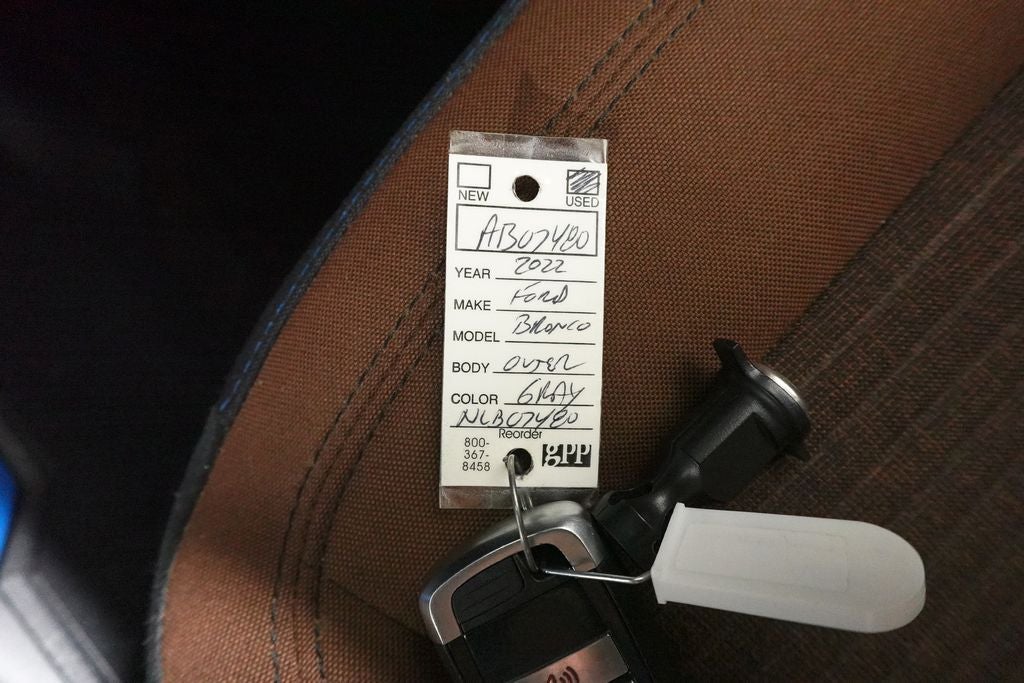 NEW
USED
AB07480
YEAR 2022
MAKE FORD
MODEL BRONCO
BODY OUTER
COLOR GRAY
NLB07480
Reorder
800-
367-
8458
gpp